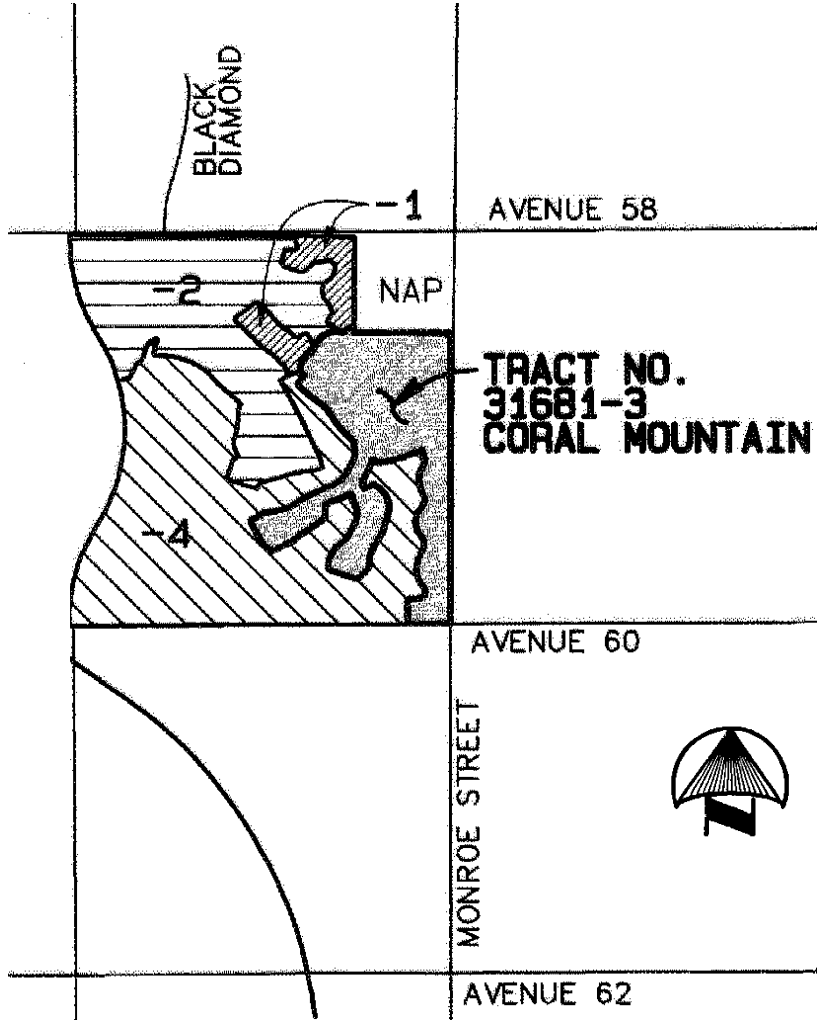 BLACK
DIAMOND
-1
AVENUE 58
-2
NAP
TRACT NO.
31681-3
CORAL MOUNTAIN
-4
AVENUE 60
MONROE STREET
N
AVENUE 62